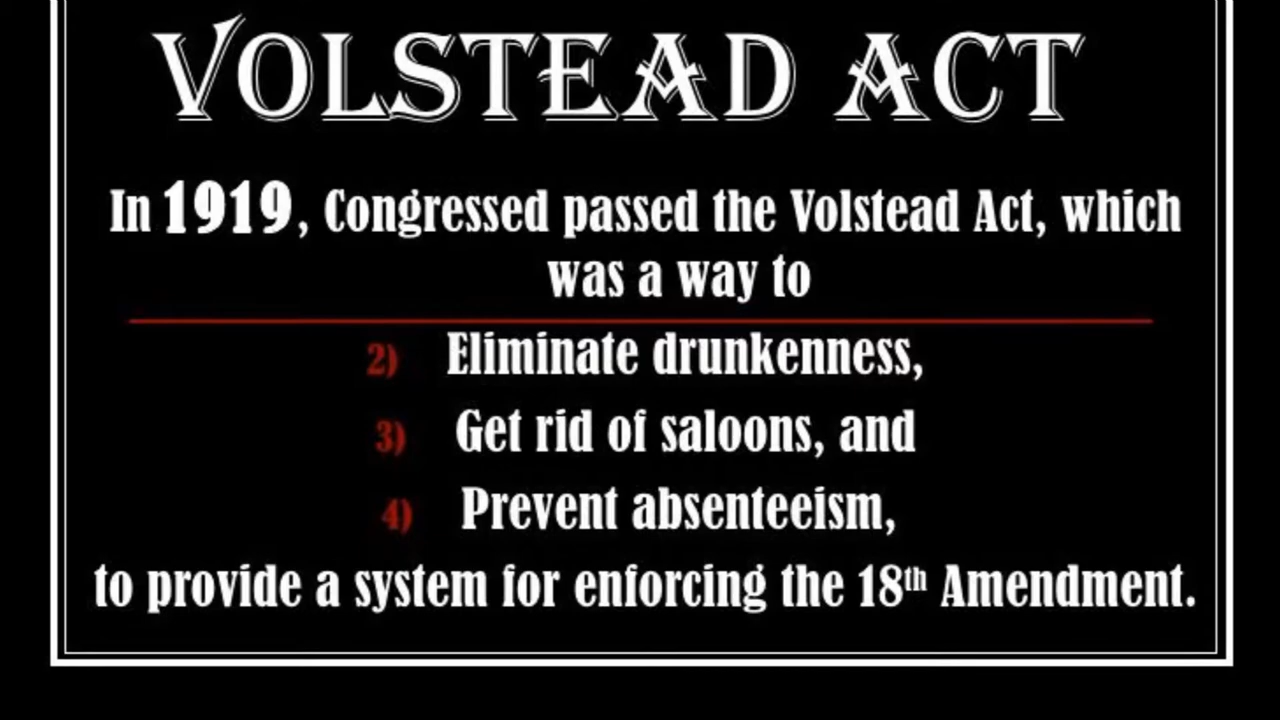 VOLSTEAD ACT
In 1919, Congressed passed the Volstead Act, which
was a way to
2) Eliminate drunkenness,
3) Get rid of saloons, and
4) Prevent absenteeism,
to provide a system for enforcing the 18th Amendment.